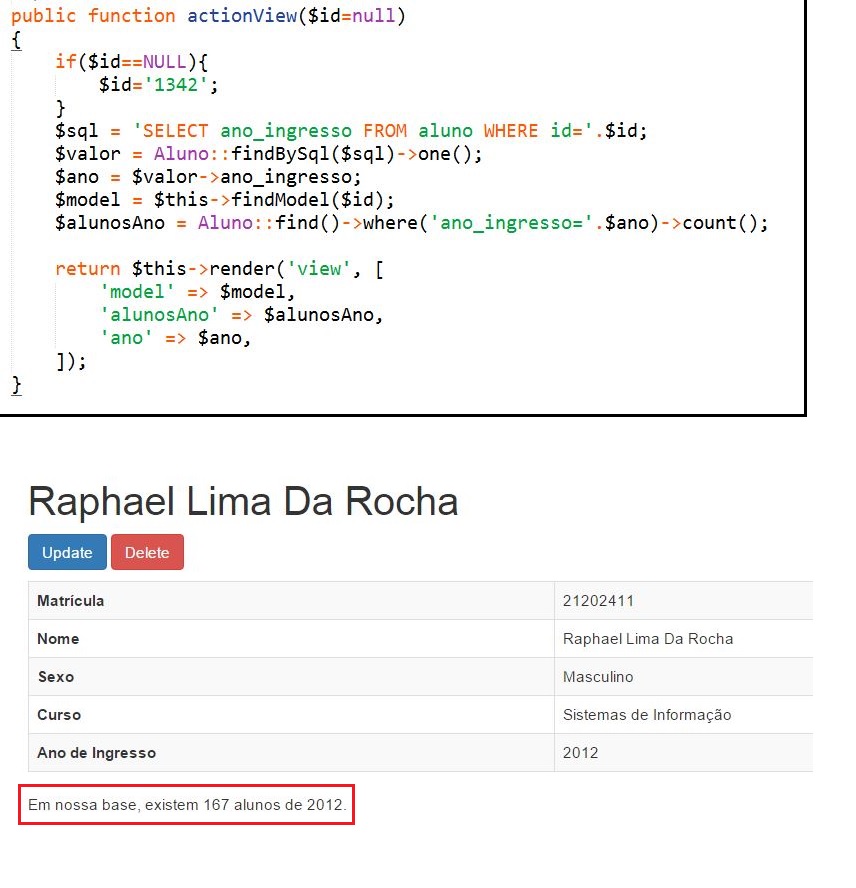 public function actionView($id=null)
{
if($id==NULL){
$id='1342';
}
$sql = 'SELECT ano_ingresso FROM aluno WHERE id='.$id;
$valor = Aluno::findBySql($sql)->one();
$ano = $valor->ano_ingresso;
$model = $this->findModel($id);
$alunosAno = Aluno::find()->where('ano_ingresso='.$ano)->count();
return $this->render('view', [
'model' => $model,
'alunosAno' => $alunosAno,
'ano' => $ano,
]);
}
Raphael Lima Da Rocha
Update Delete
Matrícula 21202411
Nome Raphael Lima Da Rocha
Sexo Masculino
Curso Sistemas de Informação
Ano de Ingresso 2012
Em nossa base, existem 167 alunos de 2012.